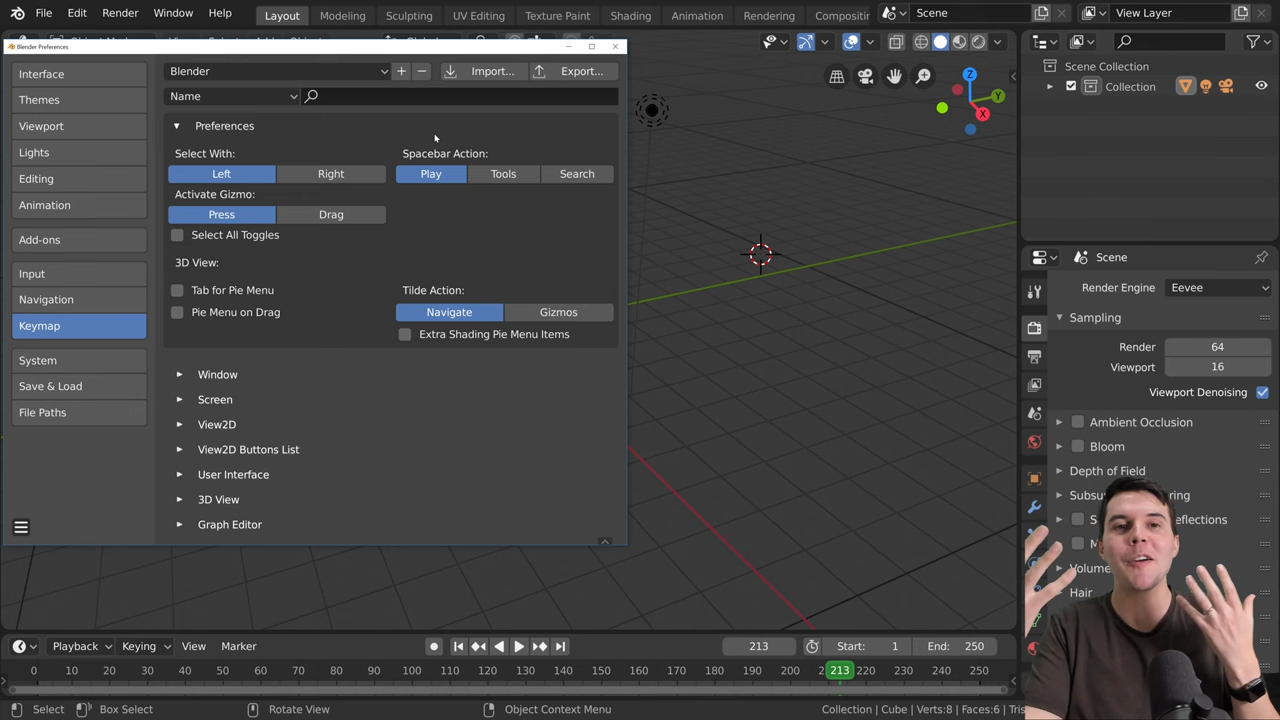 File Edit Render Window Help Layout Modeling Sculpting UV Editing Texture Paint Shading Animation Rendering Scene View Layer
Blender Preferences
Interface
Themes
Viewport
Lights
Editing
Animation
Add-ons
Input
Navigation
Keymap
System
Save & Load
File Paths
Blender Import... Export...
Name
Preferences
Select With: Spacebar Action:
Left Right Play Tools Search
Activate Gizmo:
Press Drag
Select All Toggles
3D View:
Tab for Pie Menu Tilde Action:
Pie Menu on Drag Navigate Gizmos
Extra Shading Pie Menu Items
Window
Screen
View2D
View2D Buttons List
User Interface
3D View
Graph Editor
Z
Y
X
Scene Collection
Collection
Scene
Render Engine Eevee
Sampling
Render 64
Viewport 16
Viewport Denoising
Ambient Occlusion
Bloom
Depth of Field
Hair
Playback Keying View Marker 213 Start: 1 End: 250
0 10 20 30 40 50 60 70 80 90 100 110 120 130 140 150 160 170 180 190 200 213 220 230 240 250
Select Box Select Rotate View Object Context Menu Collection | Cube | Verts:8 | Faces:6 |